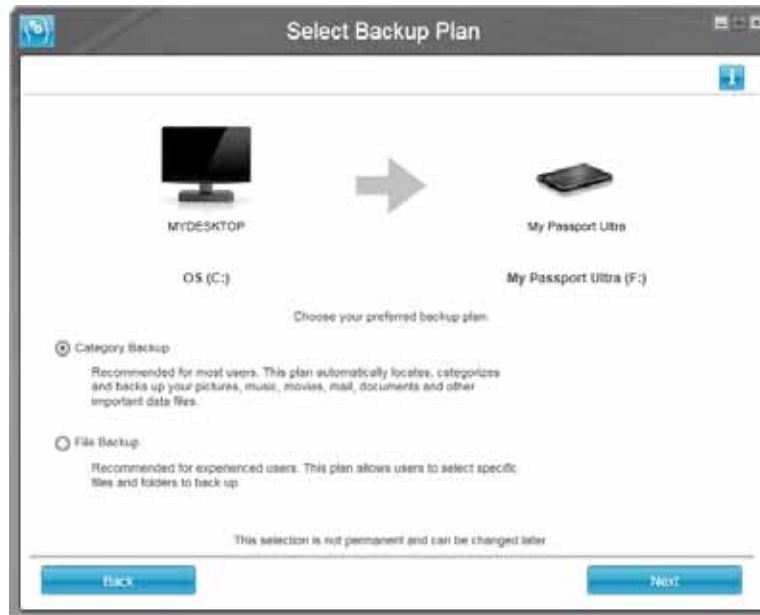 Select Backup Plan
MYDESKTOP
My Passport Ultra
OS (C:)
My Passport Ultra (F:)
Choose your preferred backup plan
Category Backup
Recommended for most users. This plan automatically locates, categorizes
and backs up your pictures, music, movies, mail, documents and other
important data files.
File Backup
Recommended for experienced users. This plan allows users to select specific
files and folders to back up
This selection is not permanent and can be changed later
Back
Next